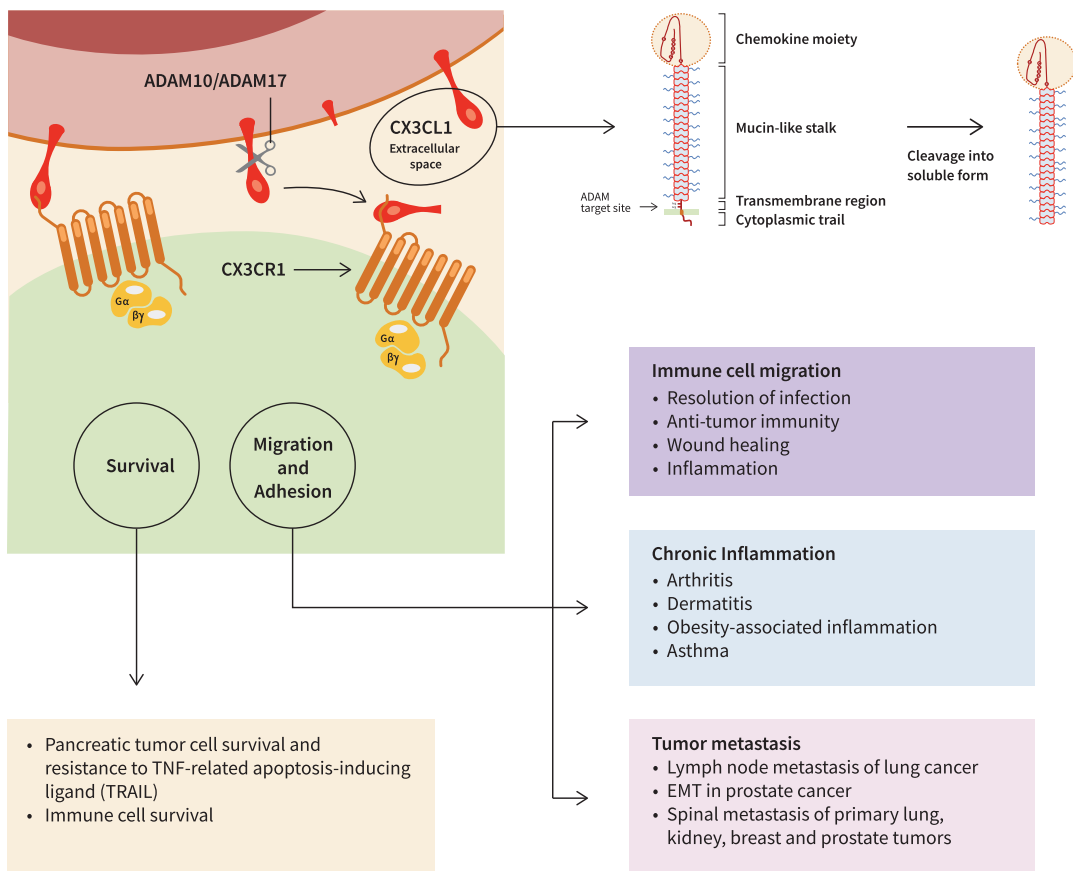 ADAM10/ADAM17
CX3CL1
Extracellular
space
CX3CR1
Gα
βγ
Gα
βγ
Survival
Migration
and
Adhesion
Chemokine moiety
Mucin-like stalk
ADAM
target site
Transmembrane region
Cytoplasmic trail
Cleavage into
soluble form
Immune cell migration
• Resolution of infection
• Anti-tumor immunity
• Wound healing
• Inflammation
Chronic Inflammation
• Arthritis
• Dermatitis
• Obesity-associated inflammation
• Asthma
• Pancreatic tumor cell survival and
resistance to TNF-related apoptosis-inducing
ligand (TRAIL)
• Immune cell survival
Tumor metastasis
• Lymph node metastasis of lung cancer
• EMT in prostate cancer
• Spinal metastasis of primary lung,
kidney, breast and prostate tumors